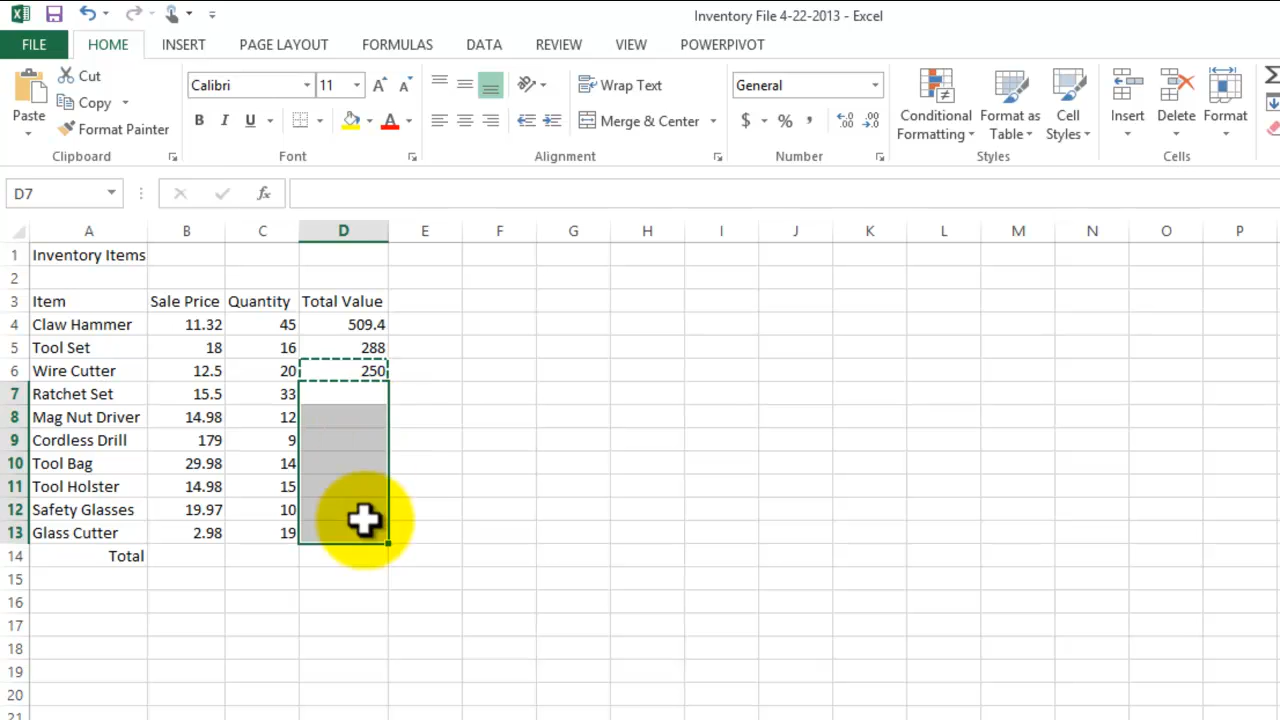 Inventory File 4-22-2013 - Excel
FILE HOME INSERT PAGE LAYOUT FORMULAS DATA REVIEW VIEW POWERPIVOT
Paste
Cut
Copy
Format Painter
Clipboard
Calibri 11
B I U A
Font
Wrap Text
Merge & Center
Alignment
General
$ % ,
Number
Conditional Formatting
Format as Table
Cell Styles
Styles
Insert Delete Format
Cells
D7 fx
A B C D E F G H I J K L M N O P
1 Inventory Items
2
3 Item Sale Price Quantity Total Value
4 Claw Hammer 11.32 45 509.4
5 Tool Set 18 16 288
6 Wire Cutter 12.5 20 250
7 Ratchet Set 15.5 33
8 Mag Nut Driver 14.98 12
9 Cordless Drill 179 9
10 Tool Bag 29.98 14
11 Tool Holster 14.98 15
12 Safety Glasses 19.97 10
13 Glass Cutter 2.98 19
14 Total
15
16
17
18
19
20
21